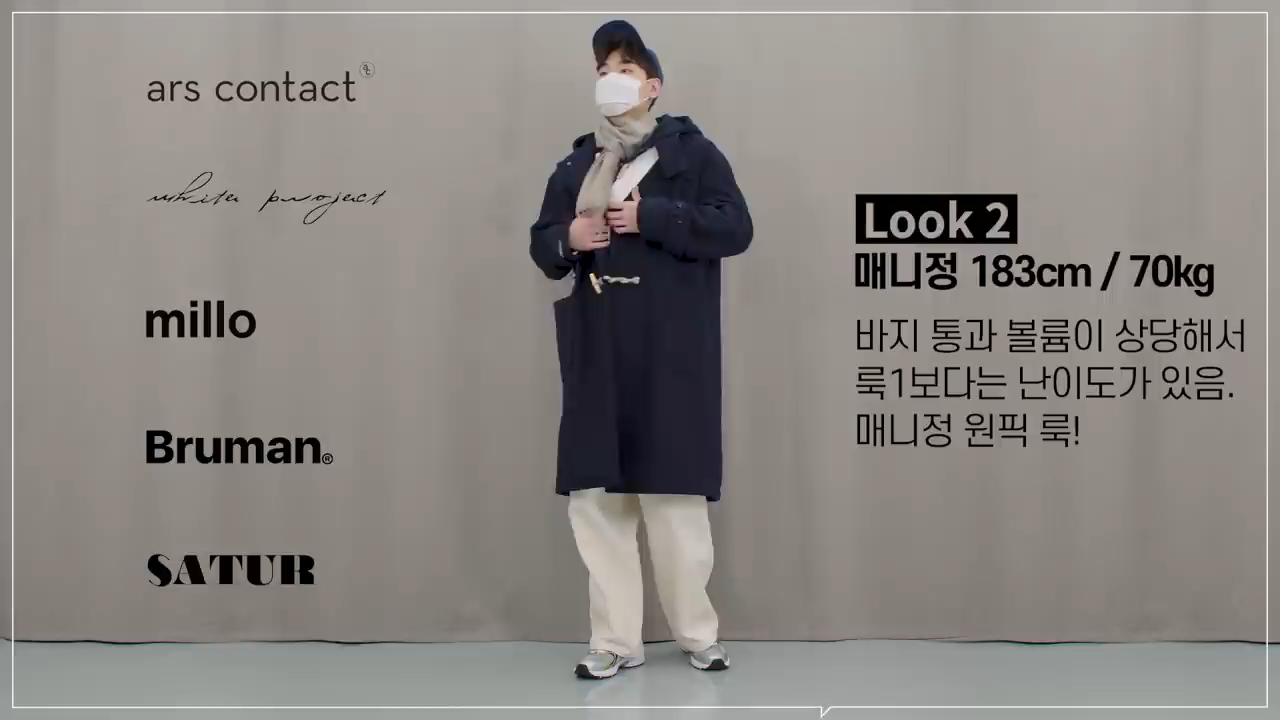 ars contact
white project
millo
Bruman®
SATUR
Look 2
매니정 183cm / 70kg
바지 통과 볼륨이 상당해서
룩1보다는 난이도가 있음.
매니정 원픽 룩!